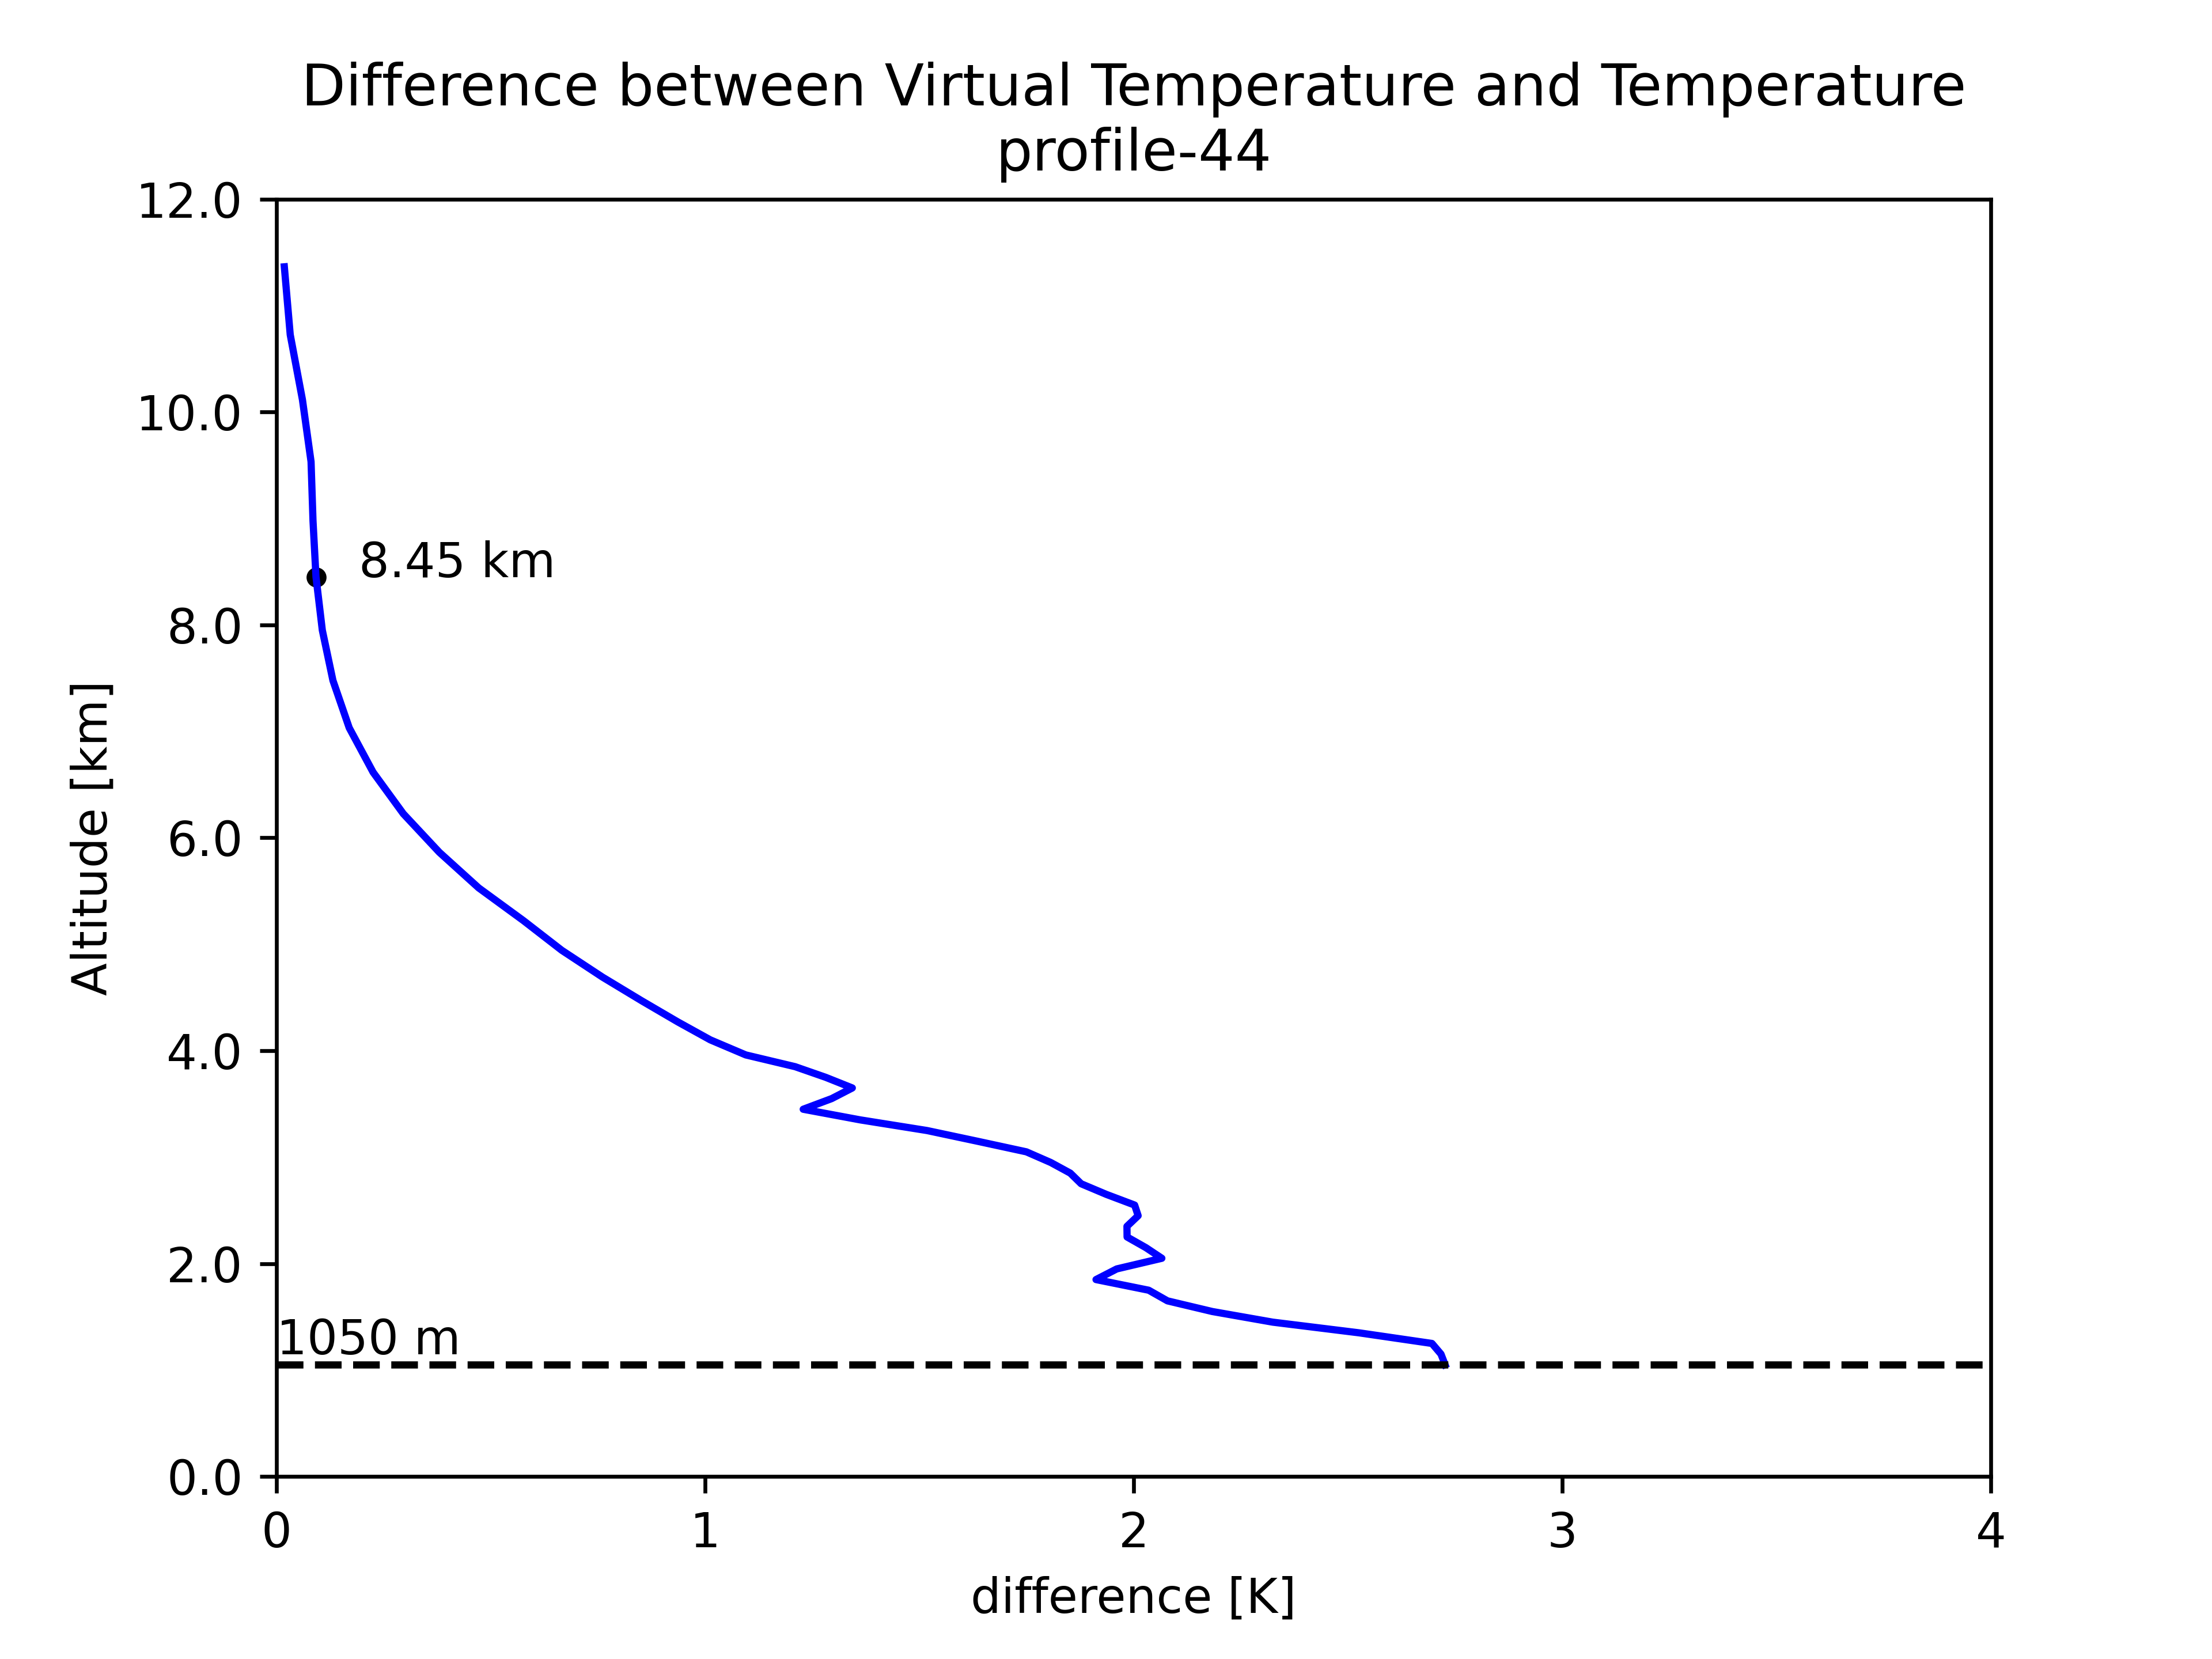 Difference between Virtual Temperature and Temperature
profile-44
12.0
10.0
8.0
6.0
4.0
2.0
0.0
Altitude [km]
8.45 km
1050 m
0
1
2
3
4
difference [K]